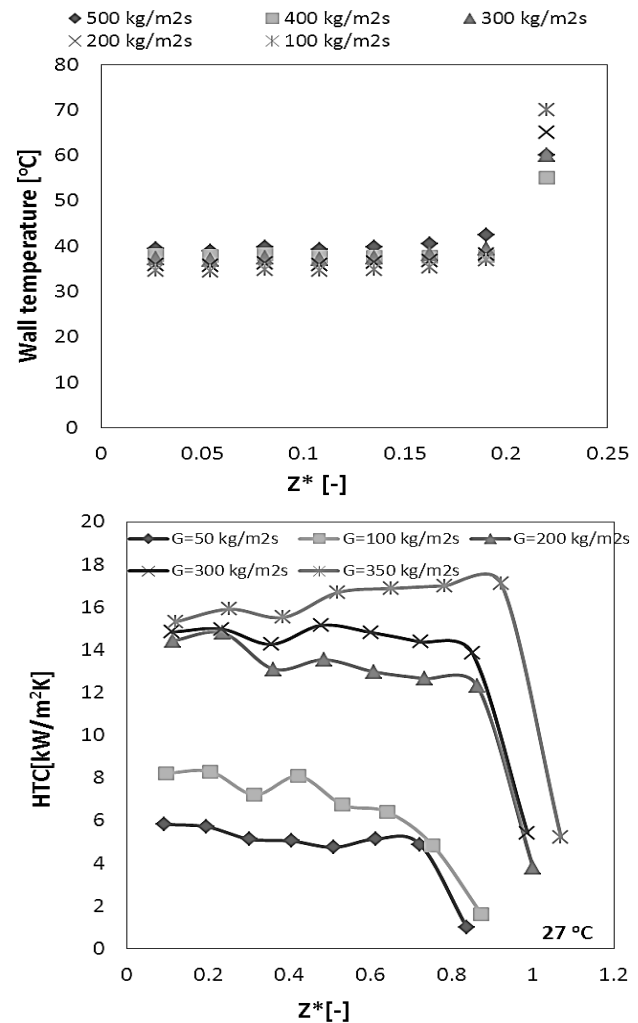 500 kg/m2s 400 kg/m2s 300 kg/m2s
200 kg/m2s 100 kg/m2s
80
70
60
50
40
30
20
10
0
Wall temperature [°C]
0 0.05 0.1 0.15 0.2 0.25
Z* [-]
20
18
16
14
12
10
8
6
4
2
0
HTC[kW/m²K]
G=50 kg/m2s G=100 kg/m2s G=200 kg/m2s
G=300 kg/m2s G=350 kg/m2s
27 °C
0 0.2 0.4 0.6 0.8 1 1.2
Z*[-]